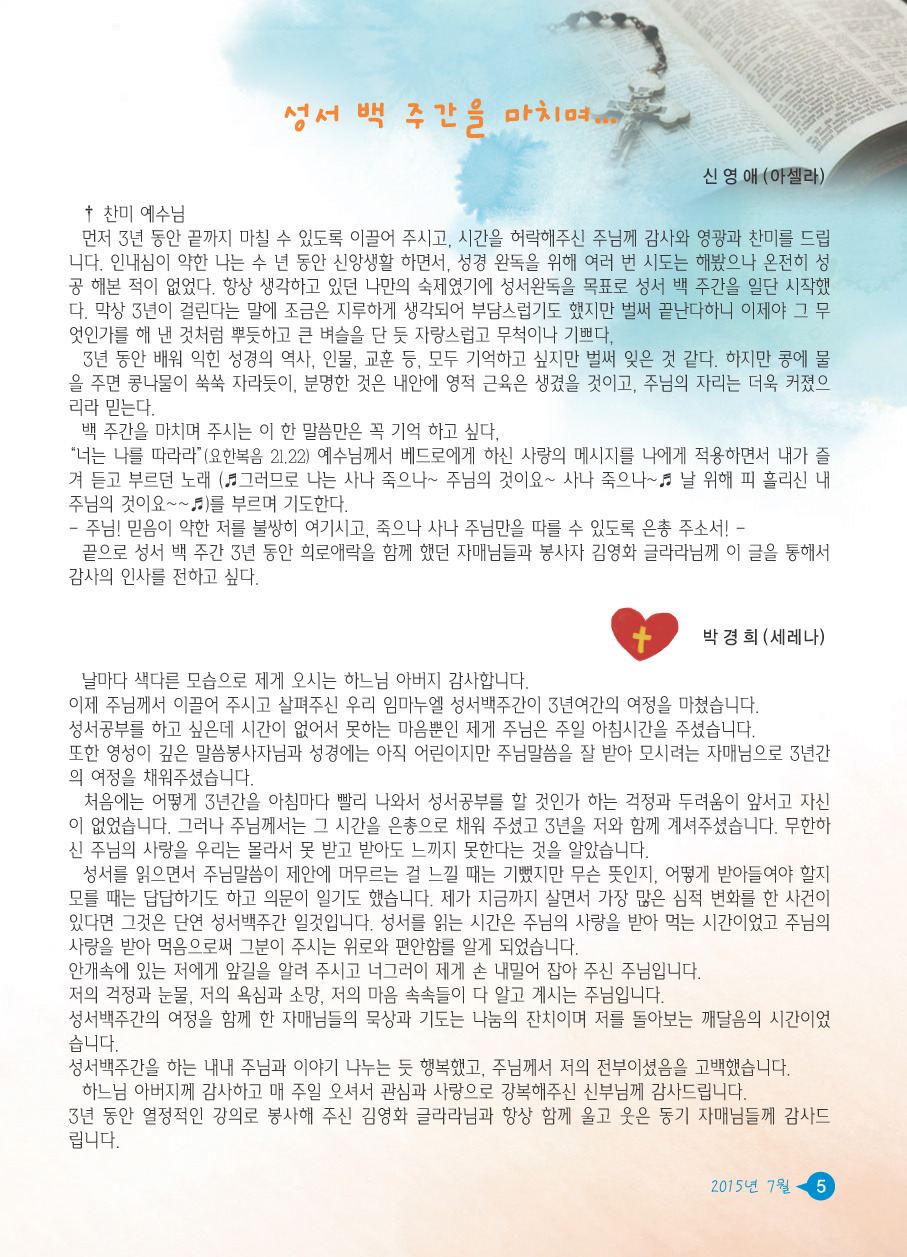 성서 백 주간을 마치며...
신 영 애 (아셀라)
✝ 찬미 예수님
먼저 3년 동안 끝까지 마칠 수 있도록 이끌어 주시고, 시간을 허락해주신 주님께 감사와 영광과 찬미를 드립
니다. 인내심이 약한 나는 수 년 동안 신앙생활 하면서, 성경 완독을 위해 여러 번 시도는 해봤으나 온전히 성
공 해본 적이 없었다. 항상 생각하고 있던 나만의 숙제였기에 성서완독을 목표로 성서 백 주간을 일단 시작했
다. 막상 3년이 걸린다는 말에 조금은 지루하게 생각되어 부담스럽기도 했지만 벌써 끝난다하니 이제야 그 무
엇인가를 해 낸 것처럼 뿌듯하고 큰 벼슬을 단 듯 자랑스럽고 무척이나 기쁘다,
3년 동안 배워 익힌 성경의 역사, 인물, 교훈 등, 모두 기억하고 싶지만 벌써 잊은 것 같다. 하지만 콩에 물
을 주면 콩나물이 쑥쑥 자라듯이, 분명한 것은 내안에 영적 근육은 생겼을 것이고, 주님의 자리는 더욱 커졌으
리라 믿는다.
백 주간을 마치며 주시는 이 한 말씀만은 꼭 기억 하고 싶다,
“너는 나를 따라라”(요한복음 21,22) 예수님께서 베드로에게 하신 사랑의 메시지를 나에게 적용하면서 내가 즐
겨 듣고 부르던 노래 (♬그러므로 나는 사나 죽으나~ 주님의 것이요~ 사나 죽으나~♬ 날 위해 피 흘리신 내
주님의 것이요~~♬)를 부르며 기도한다.
- 주님! 믿음이 약한 저를 불쌍히 여기시고, 죽으나 사나 주님만을 따를 수 있도록 은총 주소서! -
끝으로 성서 백 주간 3년 동안 희로애락을 함께 했던 자매님들과 봉사자 김영화 글라라님께 이 글을 통해서
감사의 인사를 전하고 싶다.
박 경 희 (세레나)
날마다 색다른 모습으로 제게 오시는 하느님 아버지 감사합니다.
이제 주님께서 이끌어 주시고 살펴주신 우리 임마누엘 성서백주간이 3년여간의 여정을 마쳤습니다.
성서공부를 하고 싶은데 시간이 없어서 못하는 마음뿐인 제게 주님은 주일 아침시간을 주셨습니다.
또한 영성이 깊은 말씀봉사자님과 성경에는 아직 어린이지만 주님말씀을 잘 받아 모시려는 자매님으로 3년간
의 여정을 채워주셨습니다.
처음에는 어떻게 3년간을 아침마다 빨리 나와서 성서공부를 할 것인가 하는 걱정과 두려움이 앞서고 자신
이 없었습니다. 그러나 주님께서는 그 시간을 은총으로 채워 주셨고 3년을 저와 함께 계셔주셨습니다. 무한하
신 주님의 사랑을 우리는 몰라서 못 받고 받아도 느끼지 못한다는 것을 알았습니다.
성서를 읽으면서 주님말씀이 제안에 머무르는 걸 느낄 때는 기뻤지만 무슨 뜻인지, 어떻게 받아들여야 할지
모를 때는 답답하기도 하고 의문이 일기도 했습니다. 제가 지금까지 살면서 가장 많은 심적 변화를 한 사건이
있다면 그것은 단연 성서백주간 일것입니다. 성서를 읽는 시간은 주님의 사랑을 받아 먹는 시간이었고 주님의
사랑을 받아 먹음으로써 그분이 주시는 위로와 편안함를 알게 되었습니다.
안개속에 있는 저에게 앞길을 알려 주시고 너그러이 제게 손 내밀어 잡아 주신 주님입니다.
저의 걱정과 눈물, 저의 욕심과 소망, 저의 마음 속속들이 다 알고 계시는 주님입니다.
성서백주간의 여정을 함께 한 자매님들의 묵상과 기도는 나눔의 잔치이며 저를 돌아보는 깨달음의 시간이었
습니다.
성서백주간을 하는 내내 주님과 이야기 나누는 듯 행복했고, 주님께서 저의 전부이셨음을 고백했습니다.
하느님 아버지께 감사하고 매 주일 오셔서 관심과 사랑으로 강복해주신 신부님께 감사드립니다.
3년 동안 열정적인 강의로 봉사해 주신 김영화 글라라님과 항상 함께 울고 웃은 동기 자매님들께 감사드
립니다.
2015년 7월 5